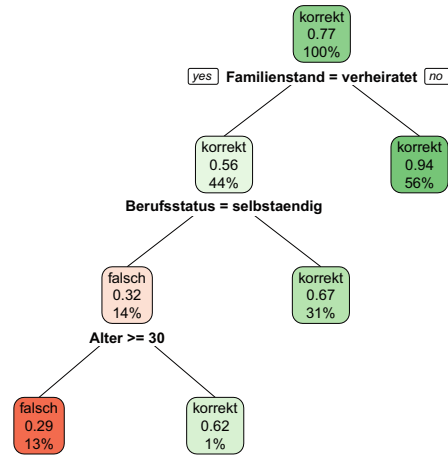 korrekt
0.77
100%
yes Familienstand = verheiratet no
korrekt
0.56
44%
korrekt
0.94
56%
Berufsstatus = selbstaendig
falsch
0.32
14%
korrekt
0.67
31%
Alter >= 30
falsch
0.29
13%
korrekt
0.62
1%